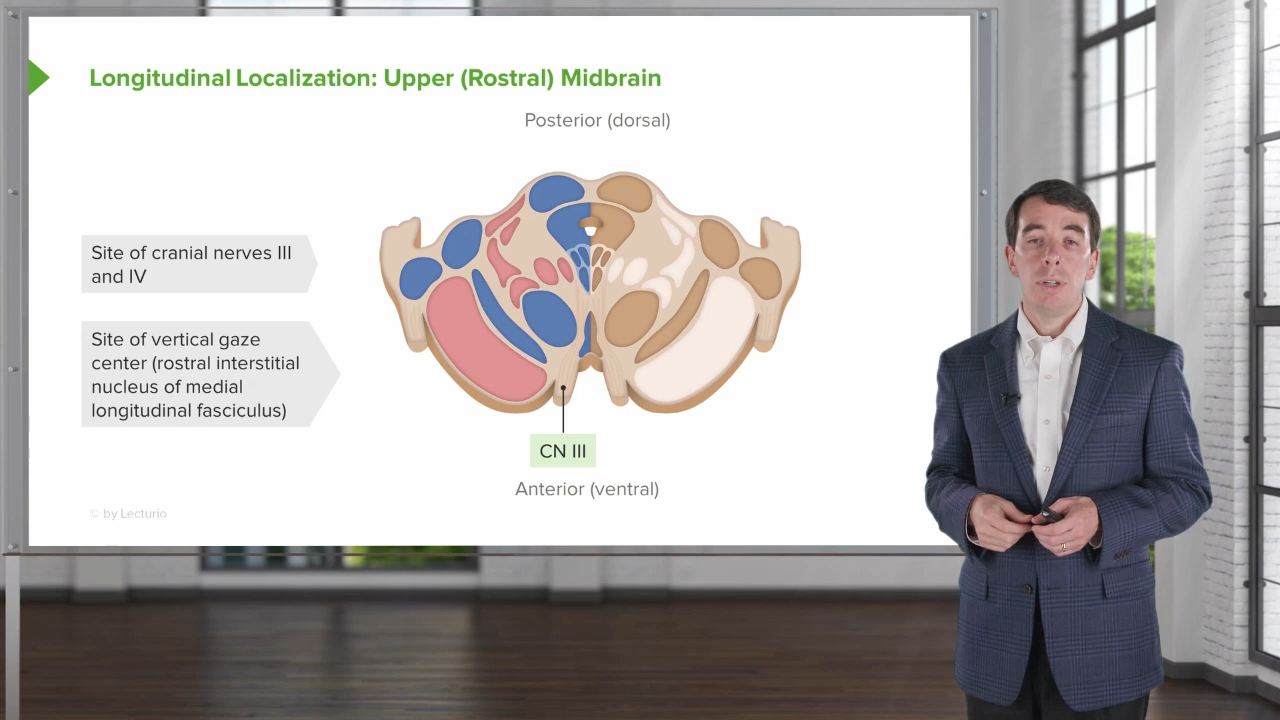 Longitudinal Localization: Upper (Rostral) Midbrain
Posterior (dorsal)
Site of cranial nerves III
and IV
Site of vertical gaze
center (rostral interstitial
nucleus of medial
longitudinal fasciculus)
CN III
Anterior (ventral)
© by Lecturio